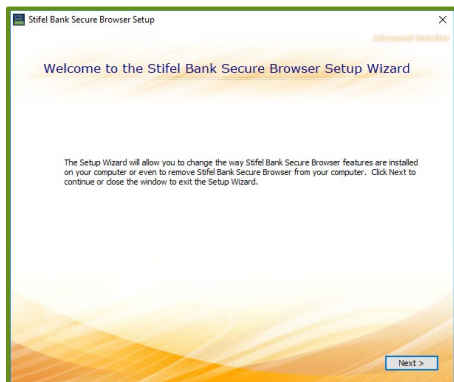 Stifel Bank Secure Browser Setup
Advanced Installer
Welcome to the Stifel Bank Secure Browser Setup Wizard
The Setup Wizard will allow you to change the way Stifel Bank Secure Browser features are installed
on your computer or even to remove Stifel Bank Secure Browser from your computer. Click Next to
continue or close the window to exit the Setup Wizard.
Next >